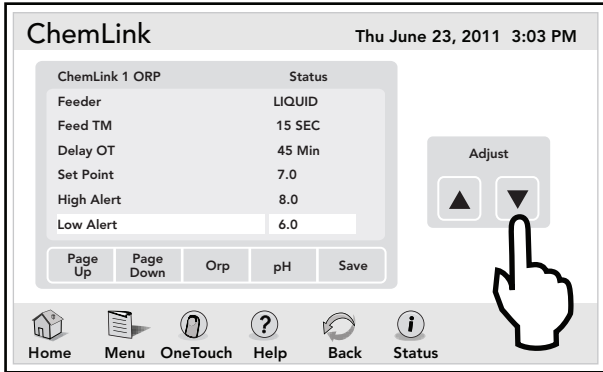 ChemLink
Thu June 23, 2011 3:03 PM
ChemLink 1 ORP Status
Feeder LIQUID
Feed TM 15 SEC
Delay OT 45 Min
Set Point 7.0
High Alert 8.0
Low Alert 6.0
Page Up Page Down Orp pH Save
Adjust
Home Menu OneTouch Help Back Status